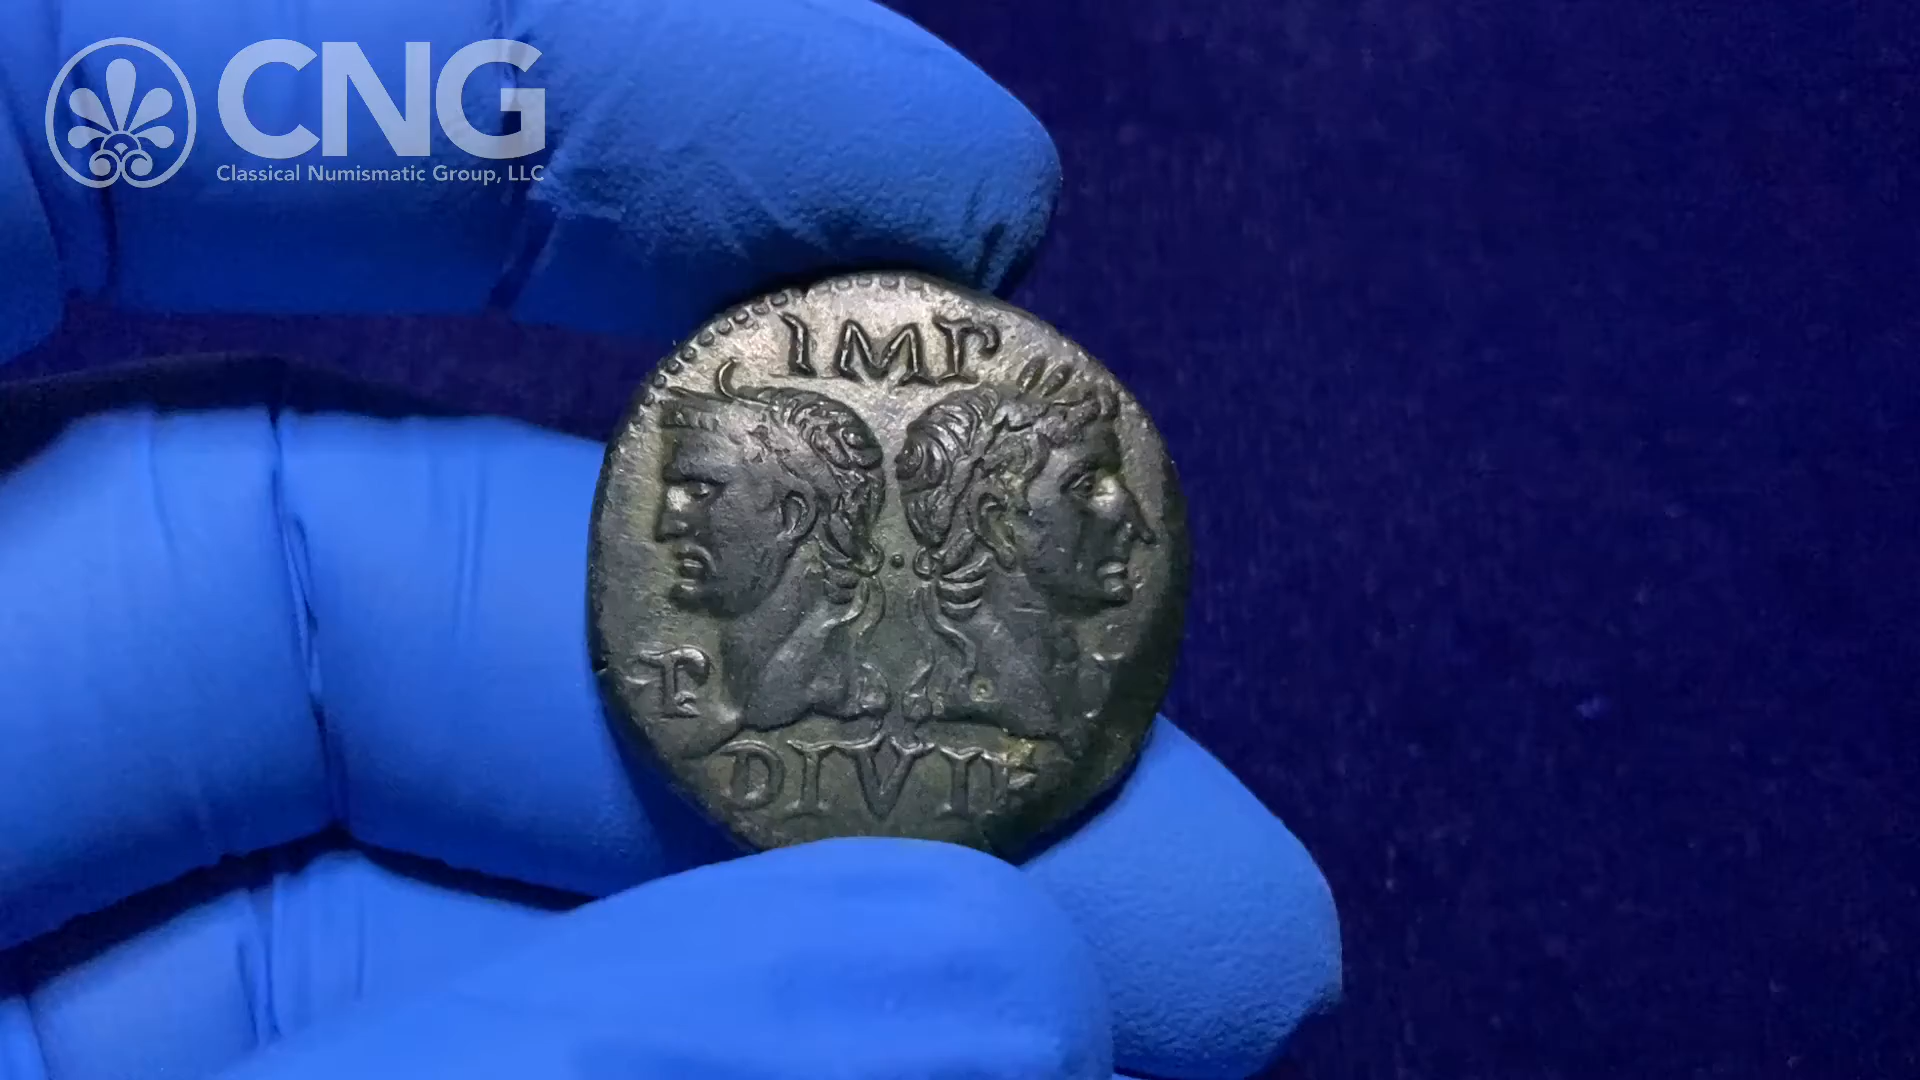 CNG
Classical Numismatic Group, LLC
IMP
P P
DIVI F